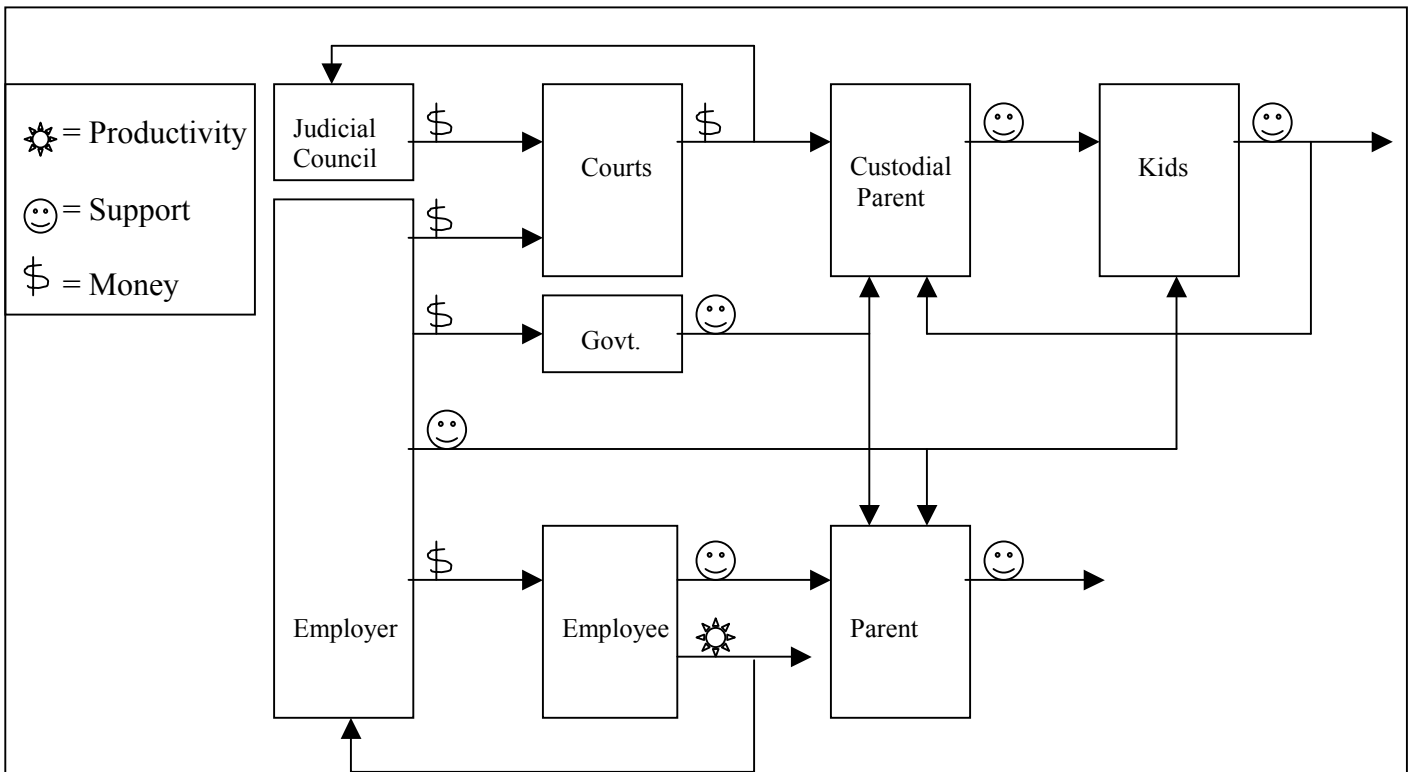 = Productivity
= Support
$ = Money
Judicial
Council
$
Courts
$
Custodial
Parent
Kids
$
$
Govt.
$
Employer
Employee
Parent